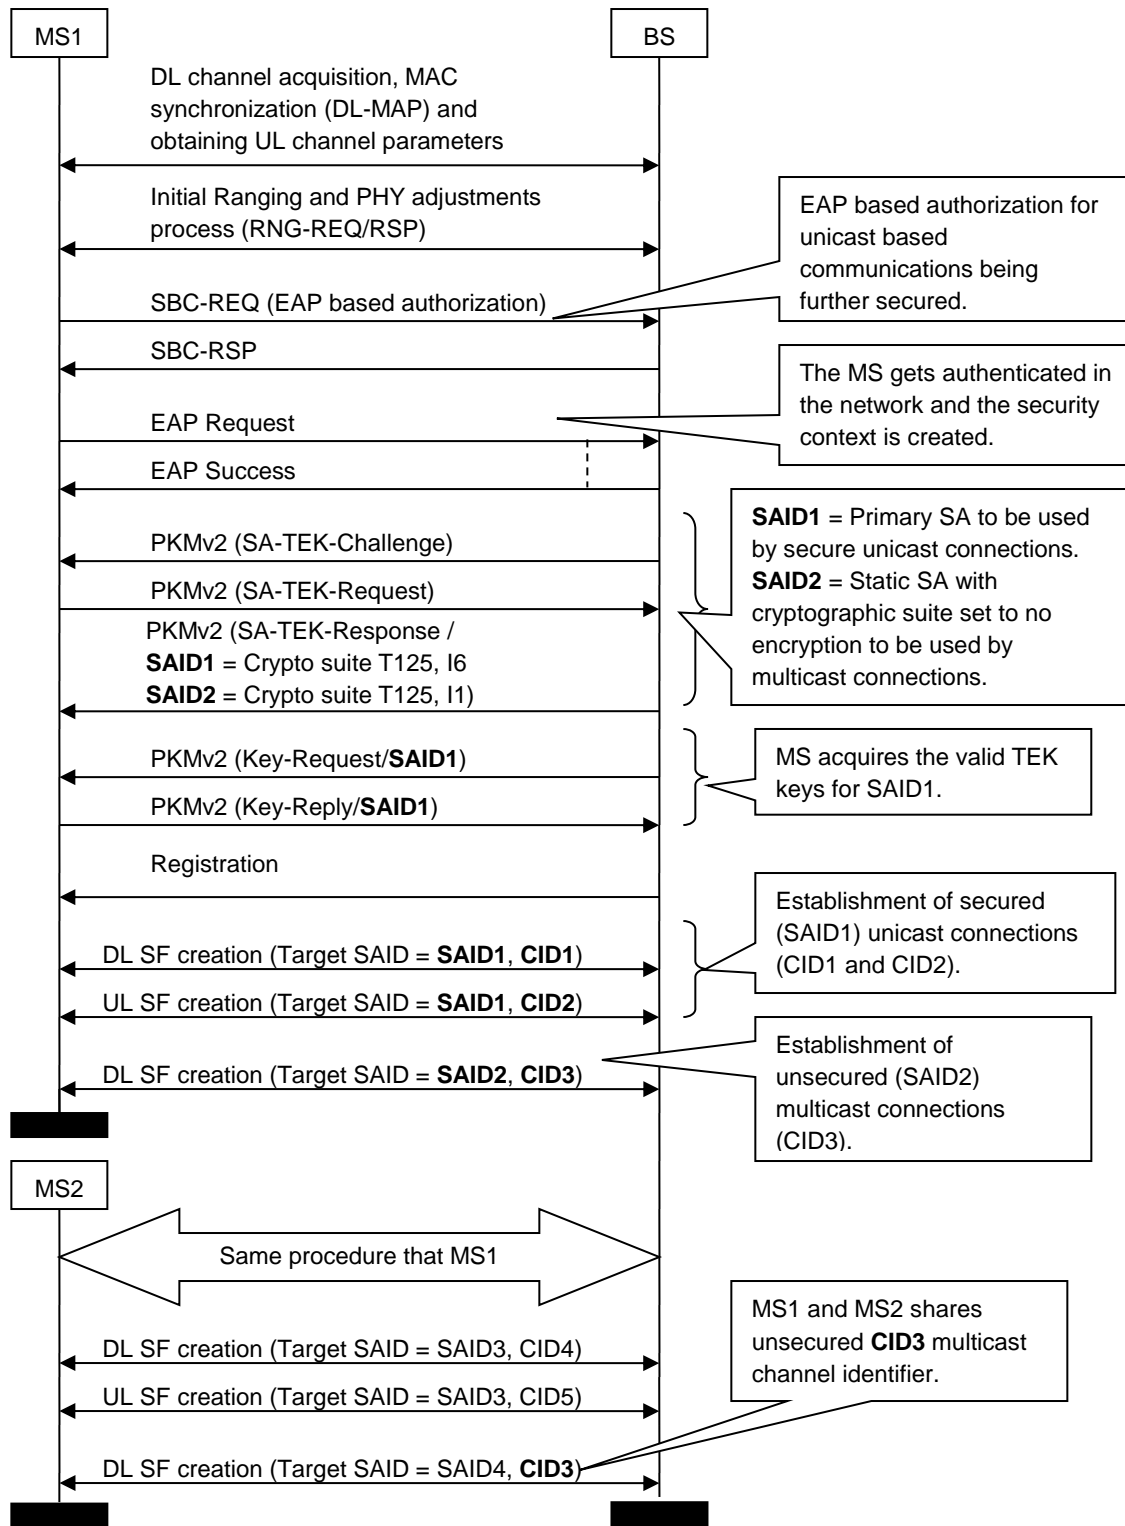 MS1
BS
DL channel acquisition, MAC
synchronization (DL-MAP) and
obtaining UL channel parameters
Initial Ranging and PHY adjustments
process (RNG-REQ/RSP)
EAP based authorization for
unicast based
communications being
further secured.
SBC-REQ (EAP based authorization)
SBC-RSP
The MS gets authenticated in
the network and the security
context is created.
EAP Request
EAP Success
SAID1 = Primary SA to be used
by secure unicast connections.
SAID2 = Static SA with
cryptographic suite set to no
encryption to be used by
multicast connections.
PKMv2 (SA-TEK-Challenge)
PKMv2 (SA-TEK-Request)
PKMv2 (SA-TEK-Response /
SAID1 = Crypto suite T125, I6
SAID2 = Crypto suite T125, I1)
PKMv2 (Key-Request/SAID1)
MS acquires the valid TEK
keys for SAID1.
PKMv2 (Key-Reply/SAID1)
Registration
Establishment of secured
(SAID1) unicast connections
(CID1 and CID2).
DL SF creation (Target SAID = SAID1, CID1)
UL SF creation (Target SAID = SAID1, CID2)
Establishment of
unsecured (SAID2)
multicast connections
(CID3).
DL SF creation (Target SAID = SAID2, CID3)
MS2
Same procedure that MS1
MS1 and MS2 shares
unsecured CID3 multicast
channel identifier.
DL SF creation (Target SAID = SAID3, CID4)
UL SF creation (Target SAID = SAID3, CID5)
DL SF creation (Target SAID = SAID4, CID3)